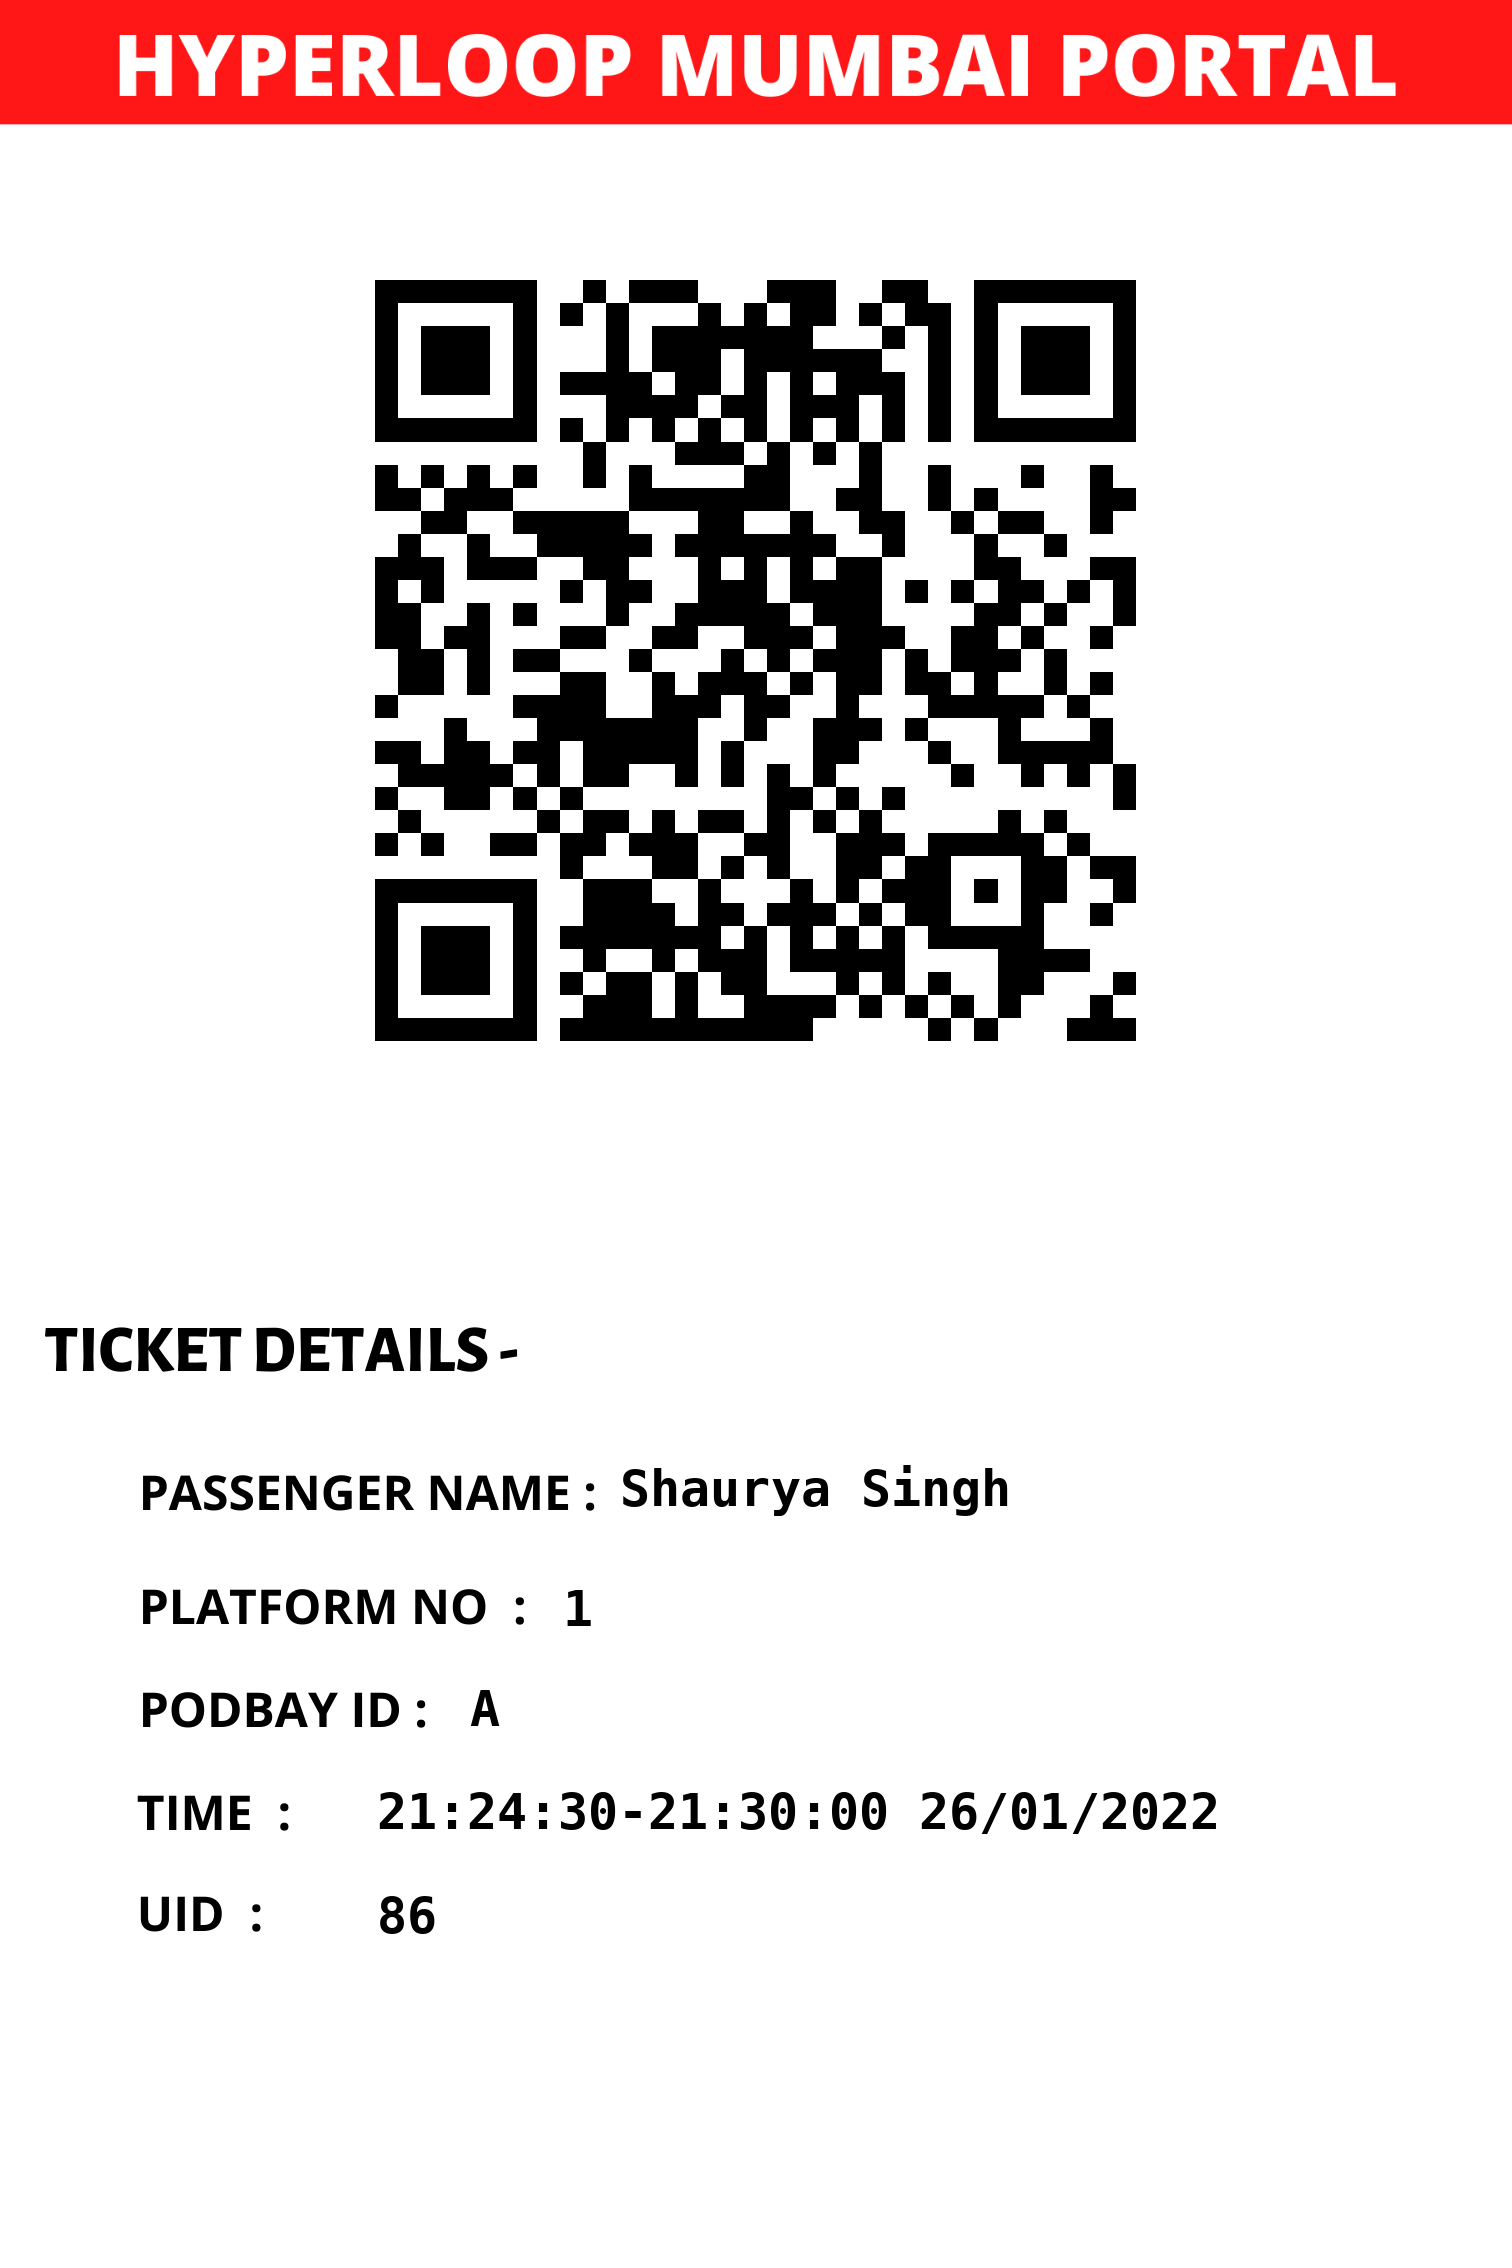 HYPERLOOP MUMBAI PORTAL
TICKET DETAILS -
PASSENGER NAME : Shaurya Singh
PLATFORM NO : 1
PODBAY ID : A
TIME : 21:24:30-21:30:00 26/01/2022
UID : 86